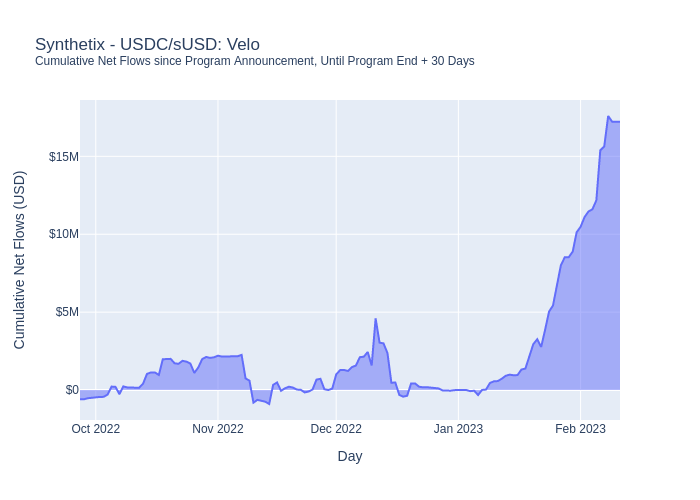 Synthetix - USDC/sUSD: Velo
Cumulative Net Flows since Program Announcement, Until Program End + 30 Days
Cumulative Net Flows (USD)
$15M
$10M
$5M
$0
Oct 2022
Nov 2022
Dec 2022
Jan 2023
Feb 2023
Day